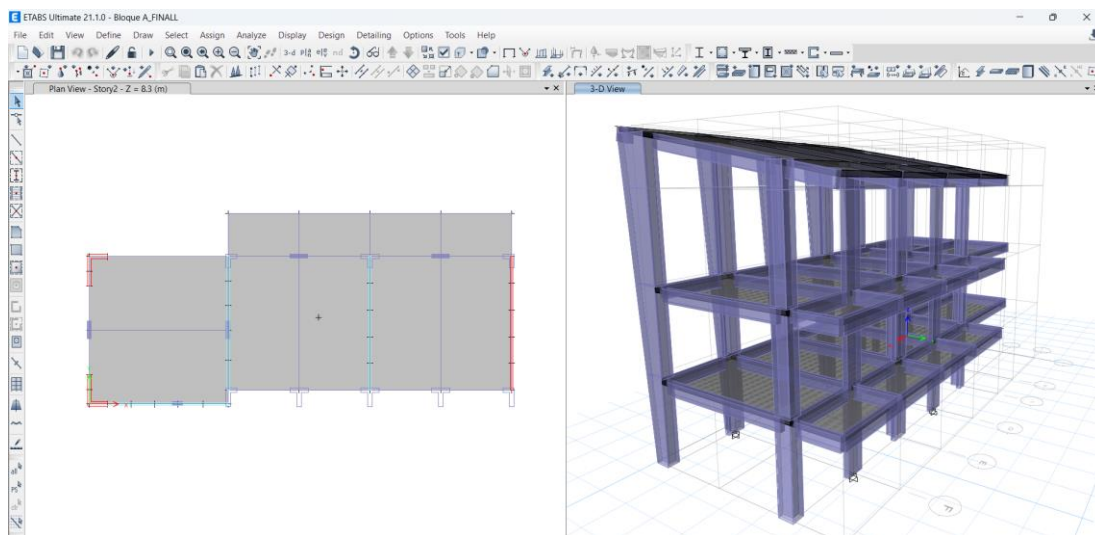 ETABS Ultimate 21.1.0 - Bloque A_FINALL
File Edit View Define Draw Select Assign Analyze Display Design Detailing Options Tools Help
3-d
Plan View - Story2 - Z = 8.3 (m)
3-D View